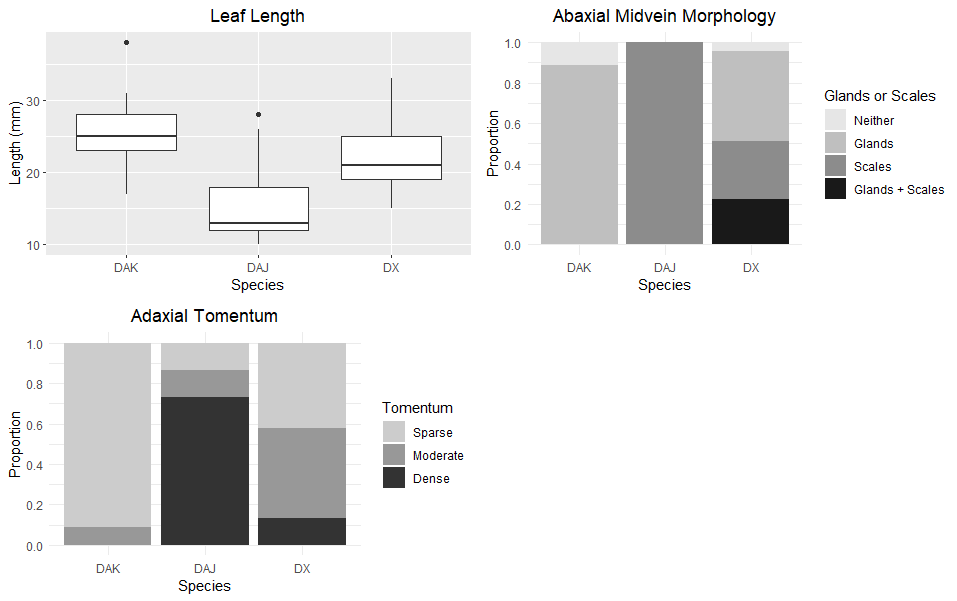 Leaf Length
Length (mm)
30
20
10
DAK DAJ DX
Species
Abaxial Midvein Morphology
Proportion
1.0
0.8
0.6
0.4
0.2
0.0
DAK DAJ DX
Species
Glands or Scales
Neither
Glands
Scales
Glands + Scales
Adaxial Tomentum
Proportion
1.0
0.8
0.6
0.4
0.2
0.0
DAK DAJ DX
Species
Tomentum
Sparse
Moderate
Dense